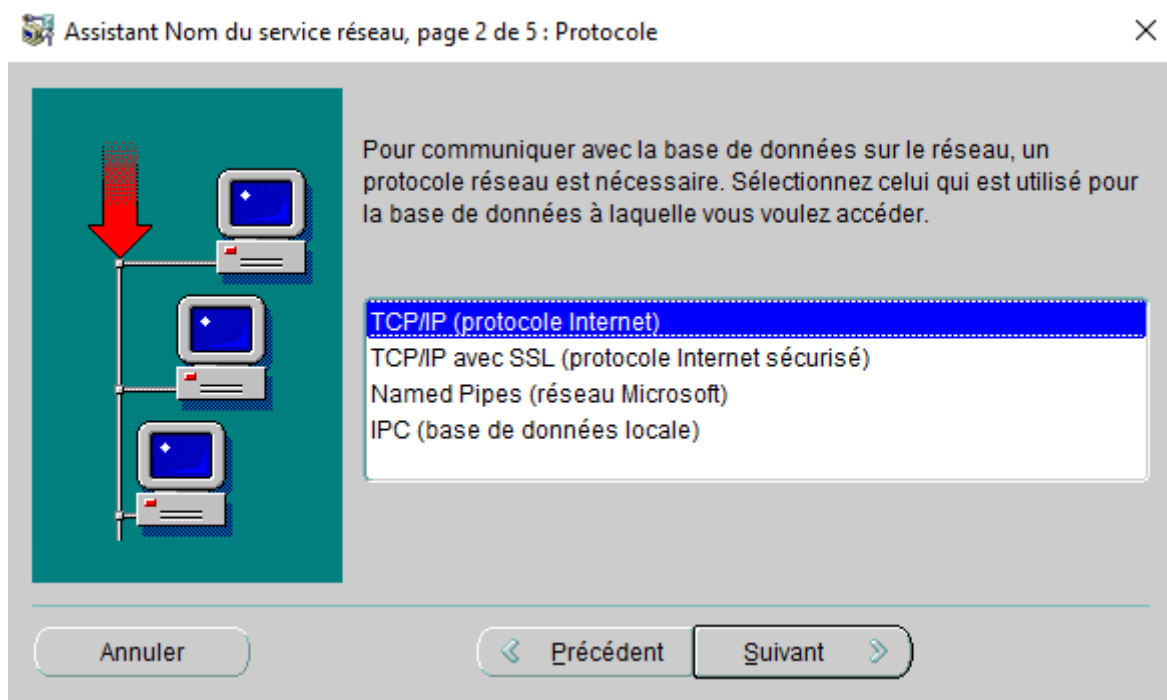 Assistant Nom du service réseau, page 2 de 5 : Protocole
Pour communiquer avec la base de données sur le réseau, un
protocole réseau est nécessaire. Sélectionnez celui qui est utilisé pour
la base de données à laquelle vous voulez accéder.
TCP/IP (protocole Internet)
TCP/IP avec SSL (protocole Internet sécurisé)
Named Pipes (réseau Microsoft)
IPC (base de données locale)
Annuler
Précédent
Suivant